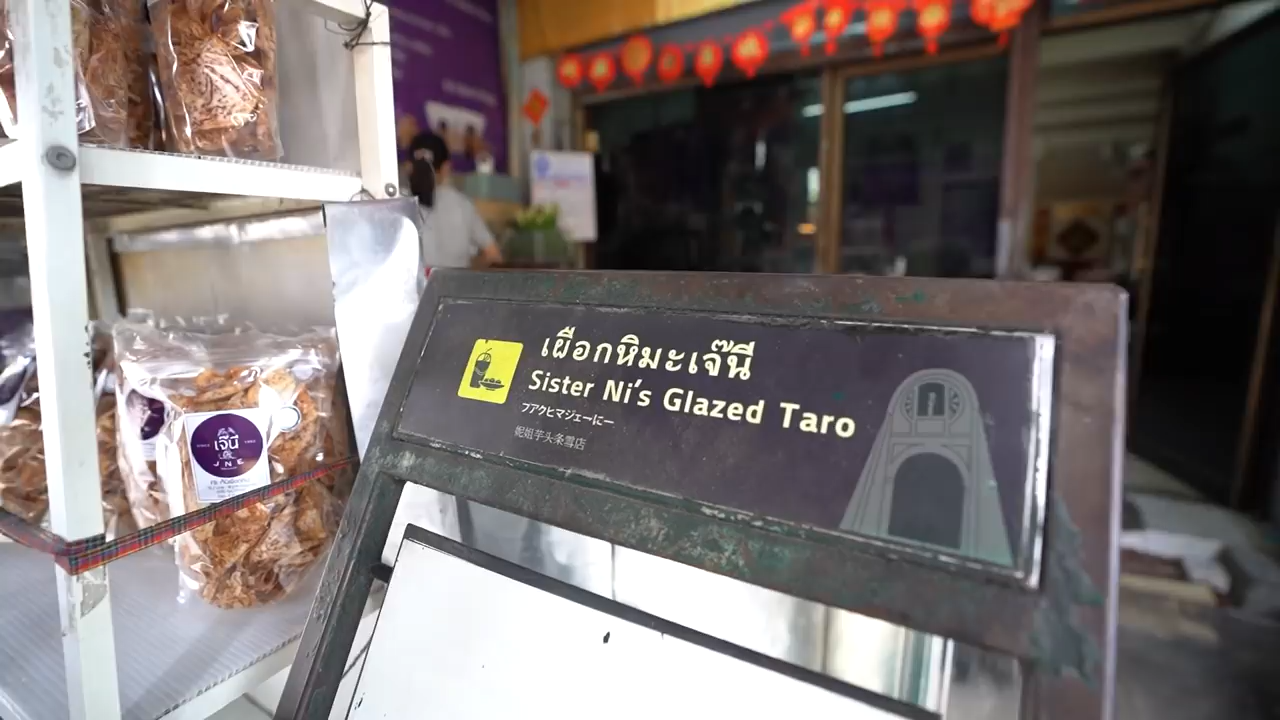 เผือกหิมะเจ๊นี
Sister Ni's Glazed Taro
プアクヒマジェーにー
妮姐芋头条雪店
เจ๊นี
JNE